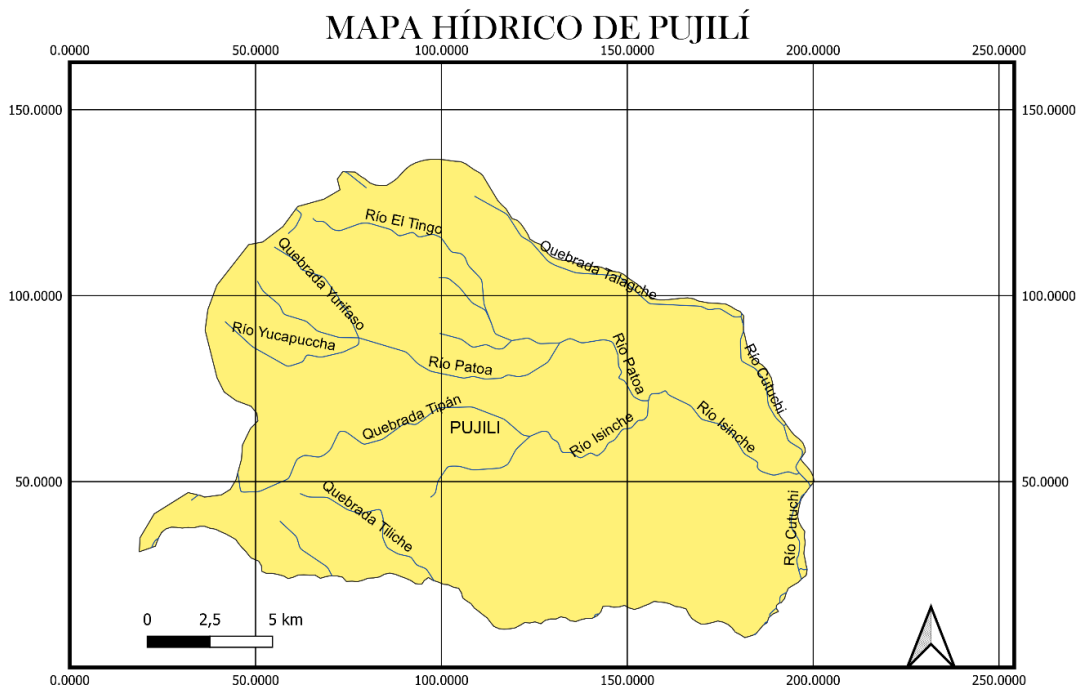 MAPA HÍDRICO DE PUJILÍ
0.0000 50.0000 100.0000 150.0000 200.0000 250.0000
150.0000 150.0000
Río El Tingo
Quebrada Yurifaso
Quebrada Talagche
100.0000 100.0000
Río Yucapuccha
Río Patoa
Río Patoa
Río Cutuchi
Quebrada Tipán
PUJILI
Río Isinche
Río Isinche
50.0000 50.0000
Quebrada Tiliche
Río Cutuchi
0 2,5 5 km
0.0000 50.0000 100.0000 150.0000 200.0000 250.0000